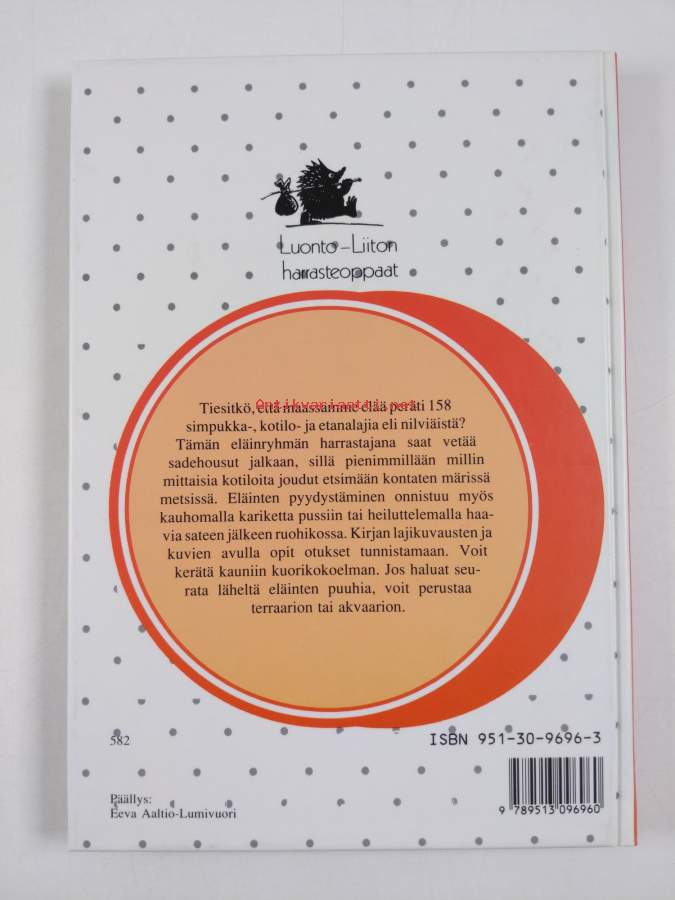 Luonto-Liiton
harrasteoppaat
Tiesitkö, että maassamme elää peräti 158
Antikvariaatti.net
simpukka-, kotilo- ja etanalajia eli nilviäistä?
Tämän eläinryhmän harrastajana saat vetää
sadehousut jalkaan, sillä pienimmillään millin
mittaisia kotiloita joudut etsimään kontaten märissä
metsissä. Eläinten pyydystäminen onnistuu myös
kauhomalla kariketta pussiin tai heiluttelemalla haa-
via sateen jälkeen ruohikossa. Kirjan lajikuvausten ja
kuvien avulla opit otukset tunnistamaan. Voit
kerätä kauniin kuorikokoelman. Jos haluat seu-
rata läheltä eläinten puuhia, voit perustaa
terraarion tai akvaarion.
582
ISBN 951-30-9696-3
Päällys:
Eeva Aaltio-Lumivuori
9 789513 096960